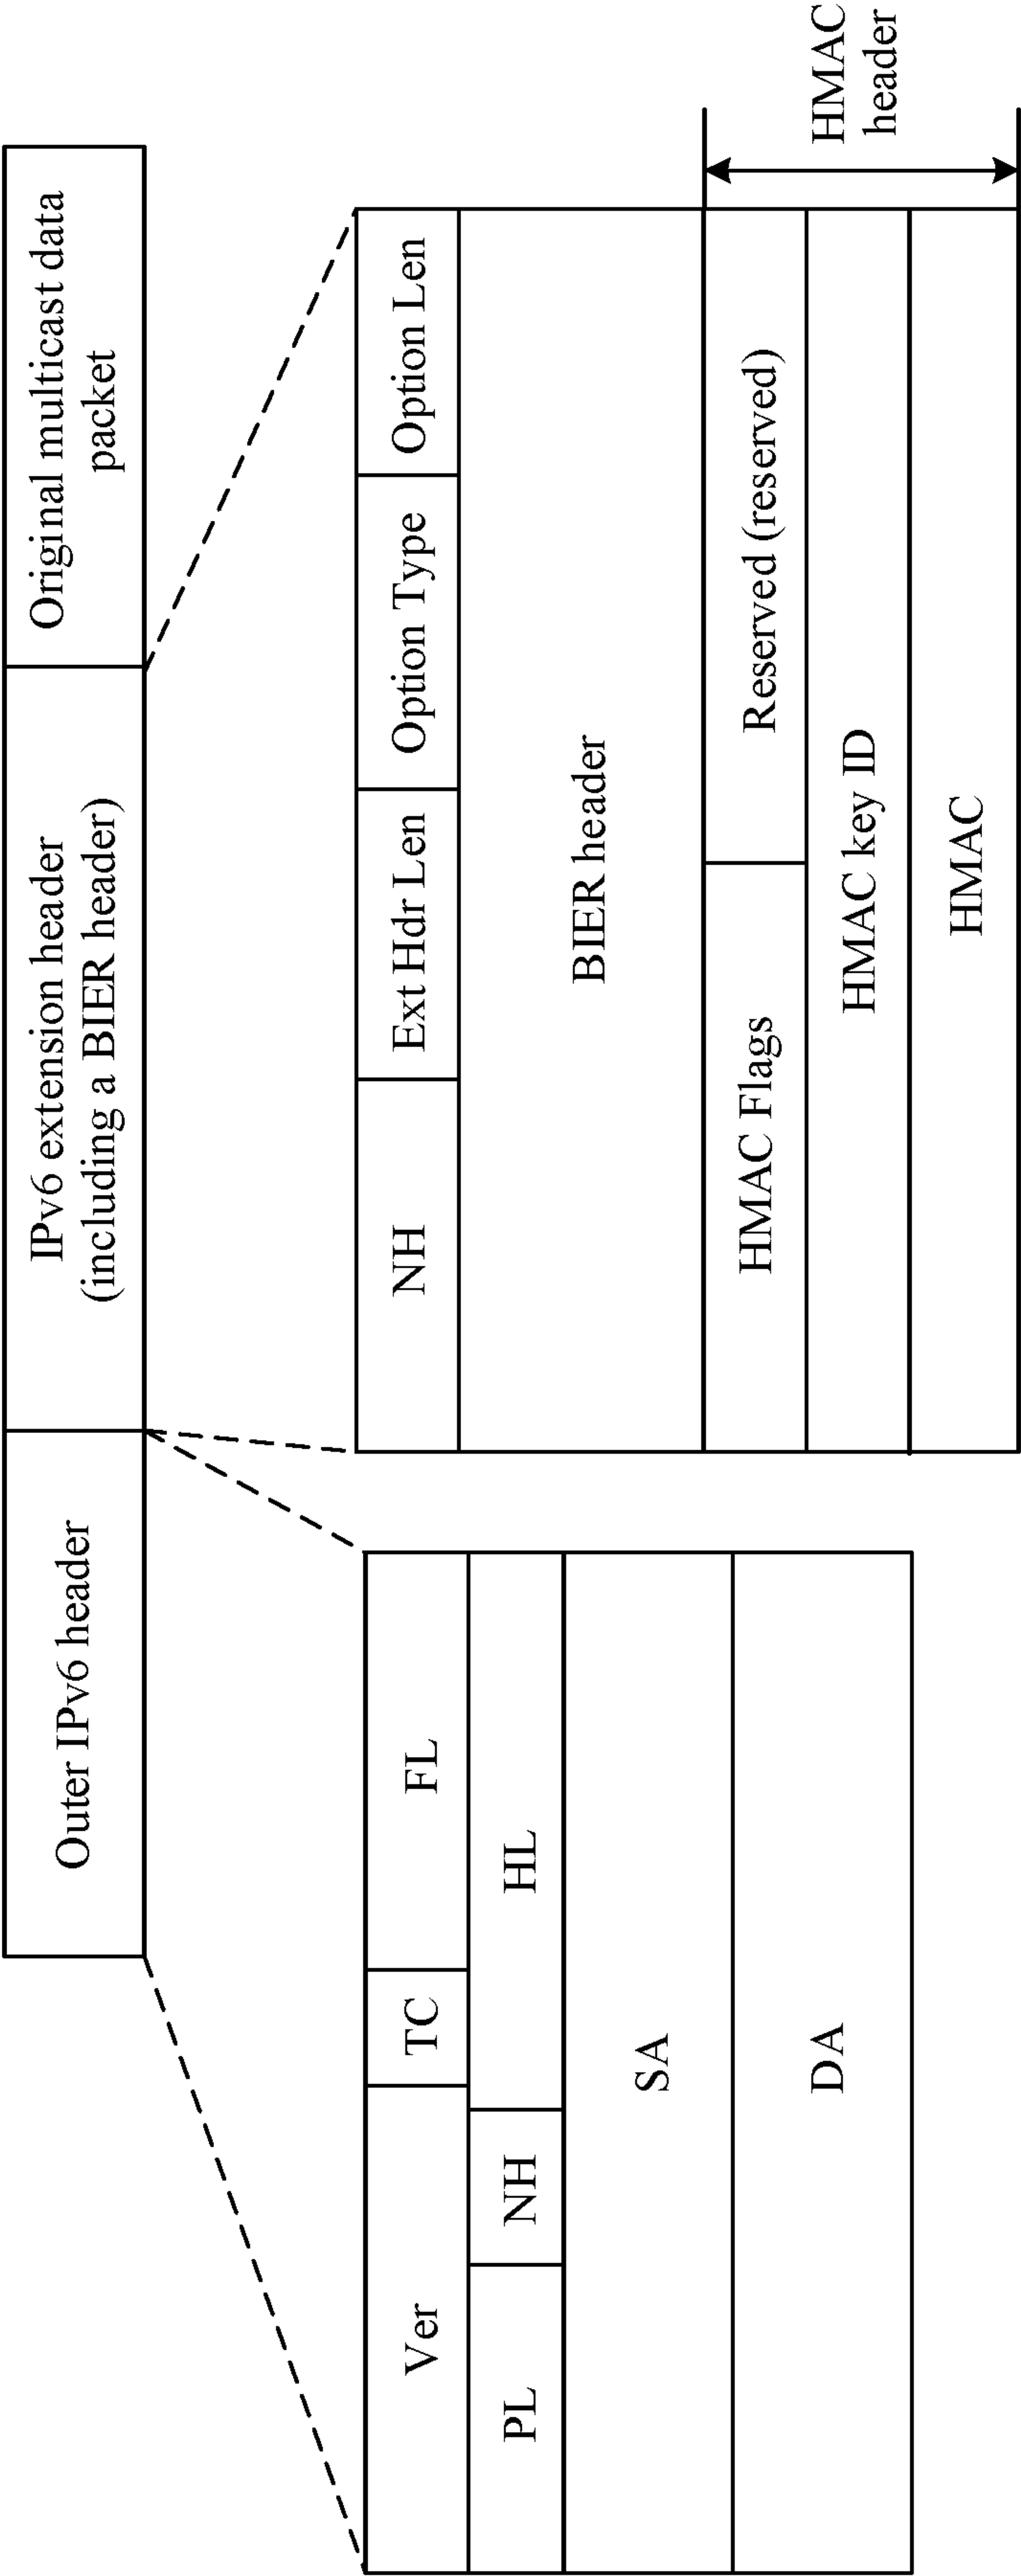 Outer IPv6 header
IPv6 extension header
(including a BIER header)
Original multicast data
packet
Ver
TC
FL
PL
NH
HL
SA
DA
NH
Ext Hdr Len
Option Type
Option Len
BIER header
HMAC Flags
Reserved (reserved)
HMAC key ID
HMAC
HMAC
header